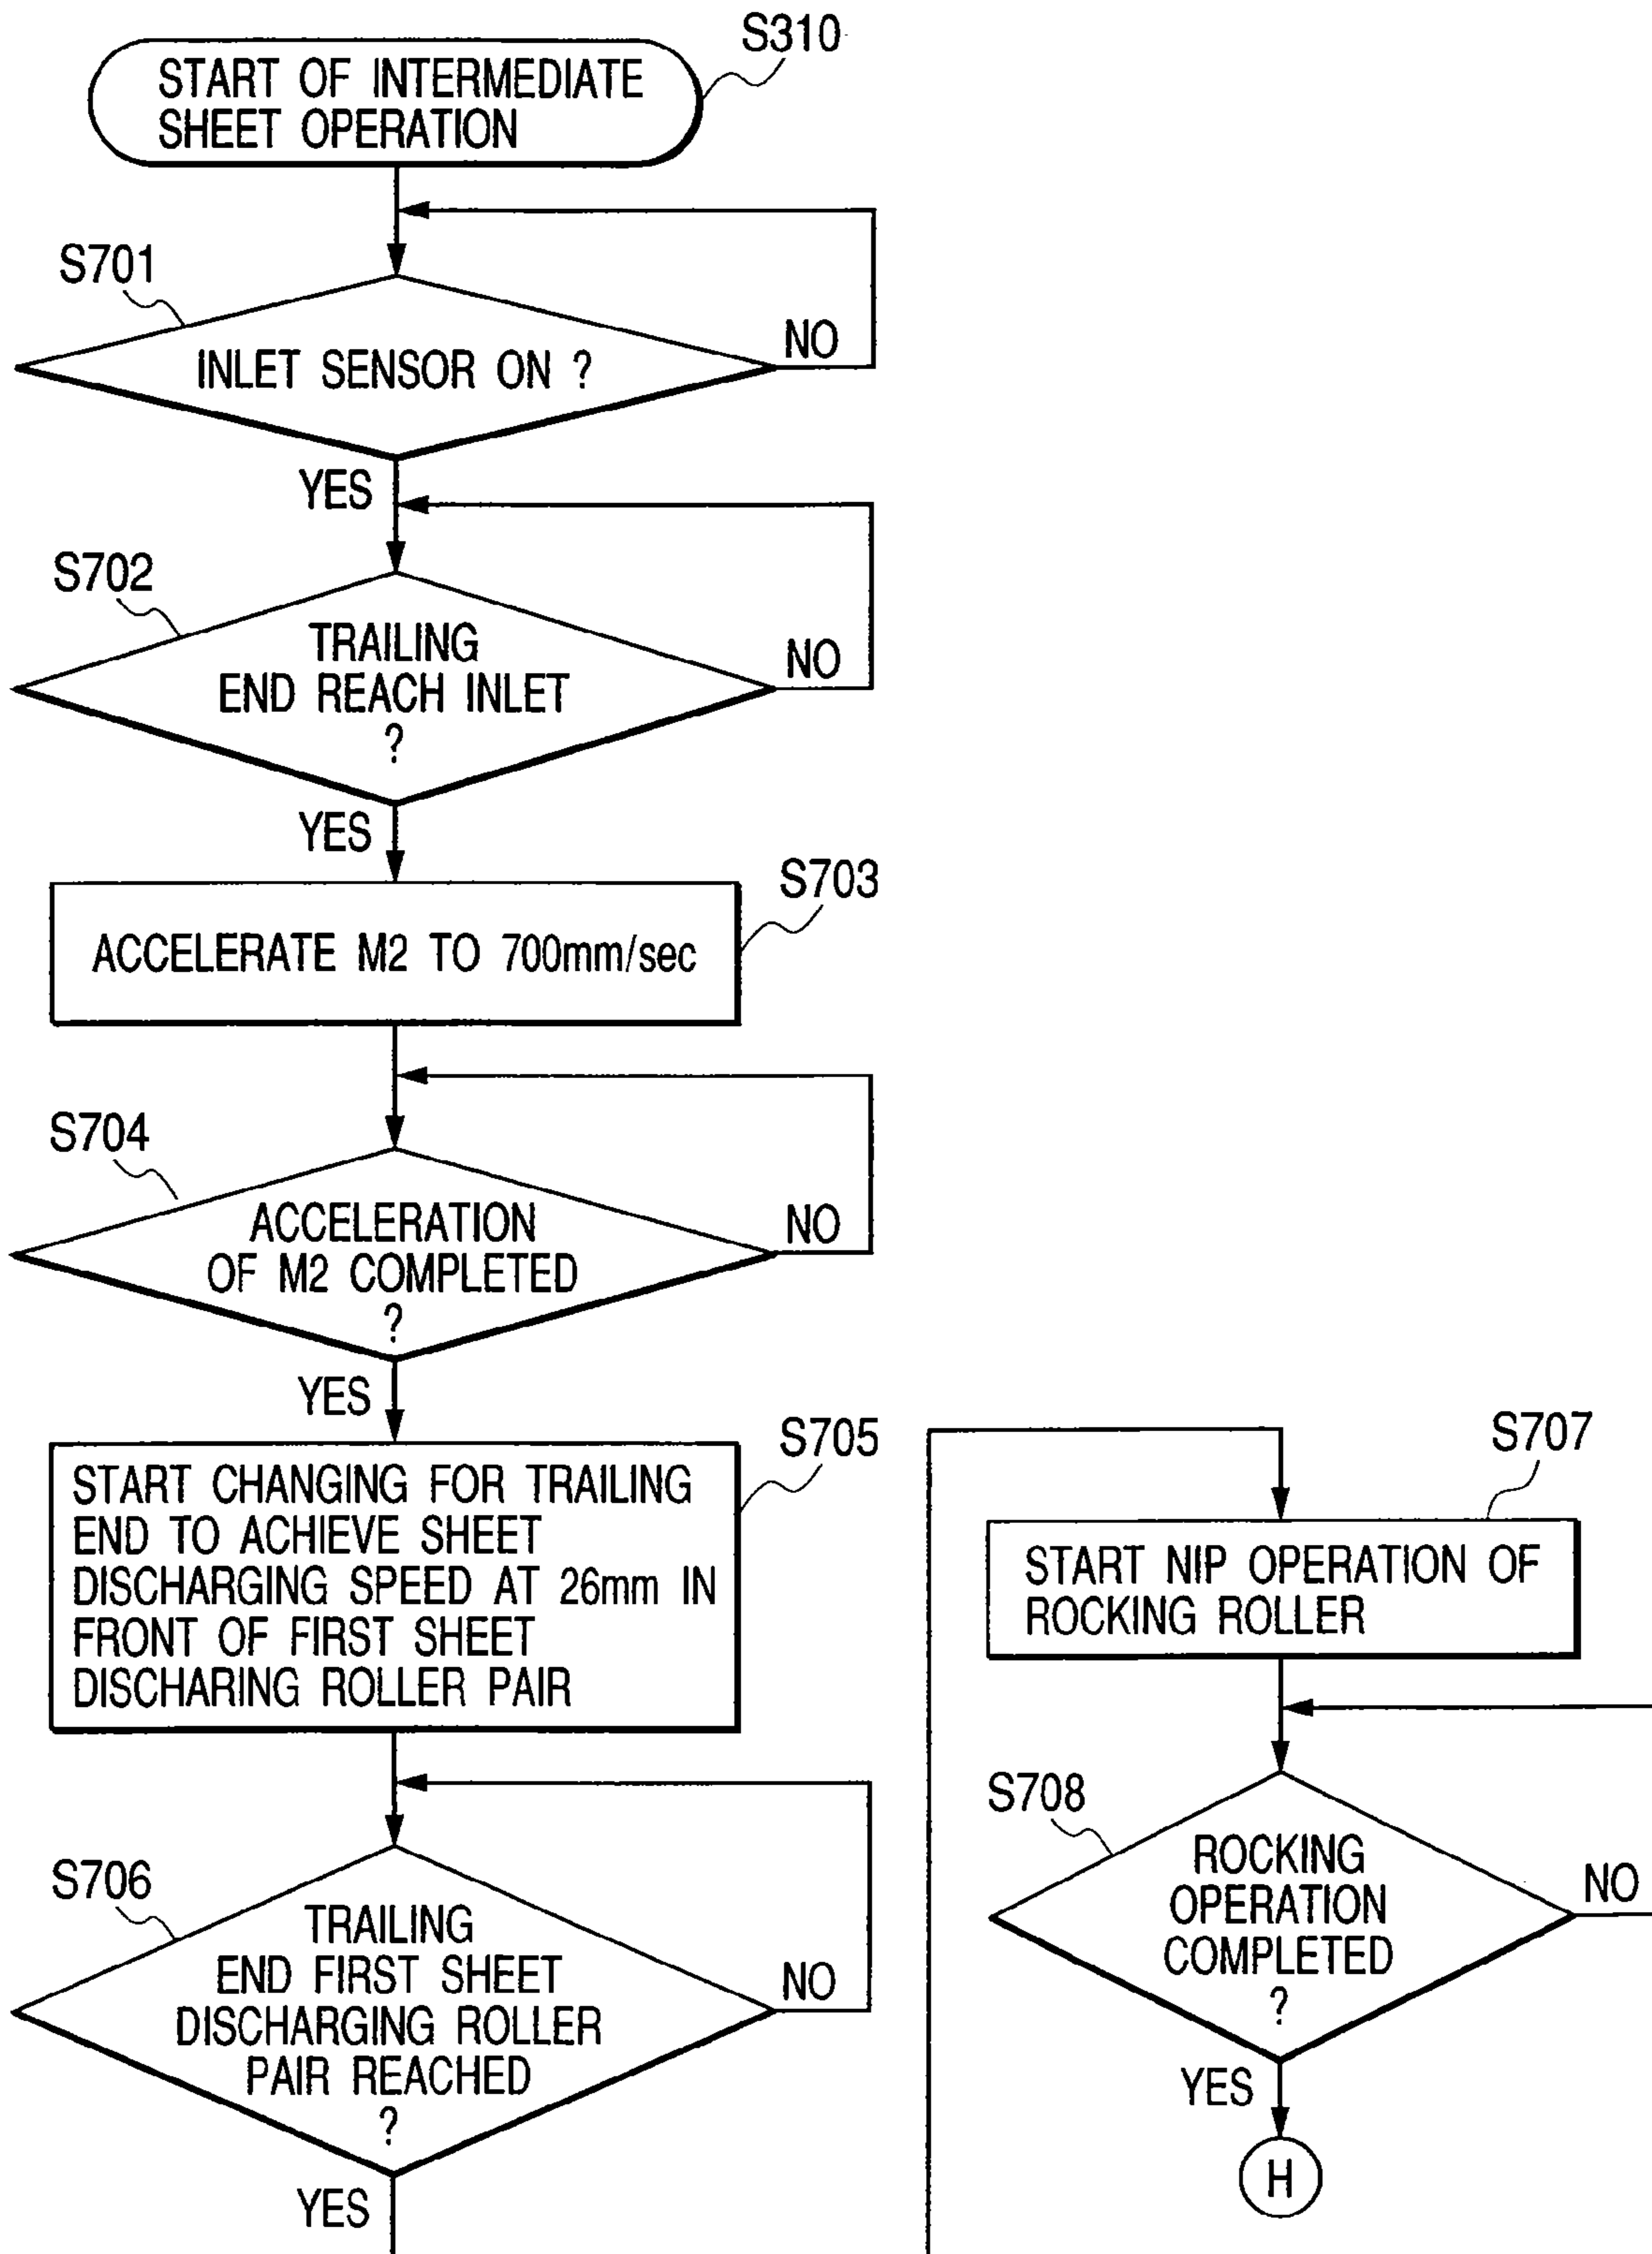 S310
START OF INTERMEDIATE
SHEET OPERATION
S701
INLET SENSOR ON ?
NO
YES
S702
TRAILING
END REACH INLET
?
NO
YES
S703
ACCELERATE M2 TO 700mm/sec
S704
ACCELERATION
OF M2 COMPLETED
?
NO
YES
S705
START CHANGING FOR TRAILING
END TO ACHIEVE SHEET
DISCHARGING SPEED AT 26mm IN
FRONT OF FIRST SHEET
DISCHARING ROLLER PAIR
S706
TRAILING
END FIRST SHEET
DISCHARGING ROLLER
PAIR REACHED
?
NO
YES
S707
START NIP OPERATION OF
ROCKING ROLLER
S708
ROCKING
OPERATION
COMPLETED
?
NO
YES
H